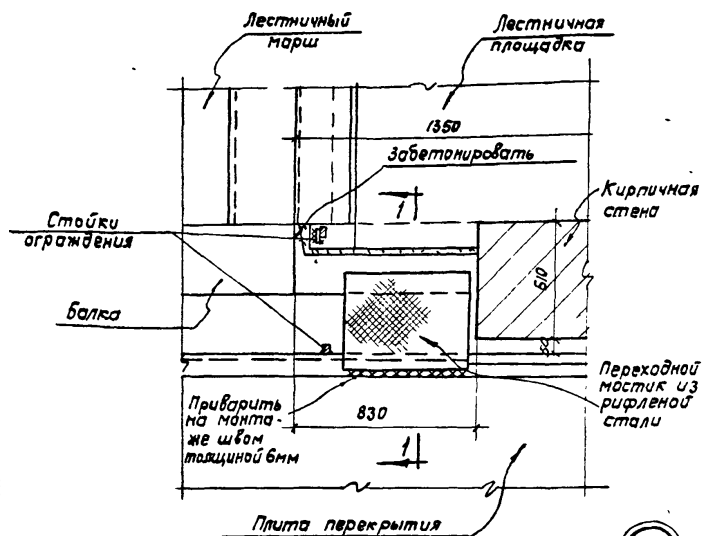 Лестничный
марш
Лестничная
площадка
1350
Забетонировать
1
Кирпичная
стена
Стойки
ограждения
610
Балка
80
Переходной
мостик из
рифленой
стали
Приварить
на монта-
же швом
толщиной 6мм
830
1
Плита перекрытия